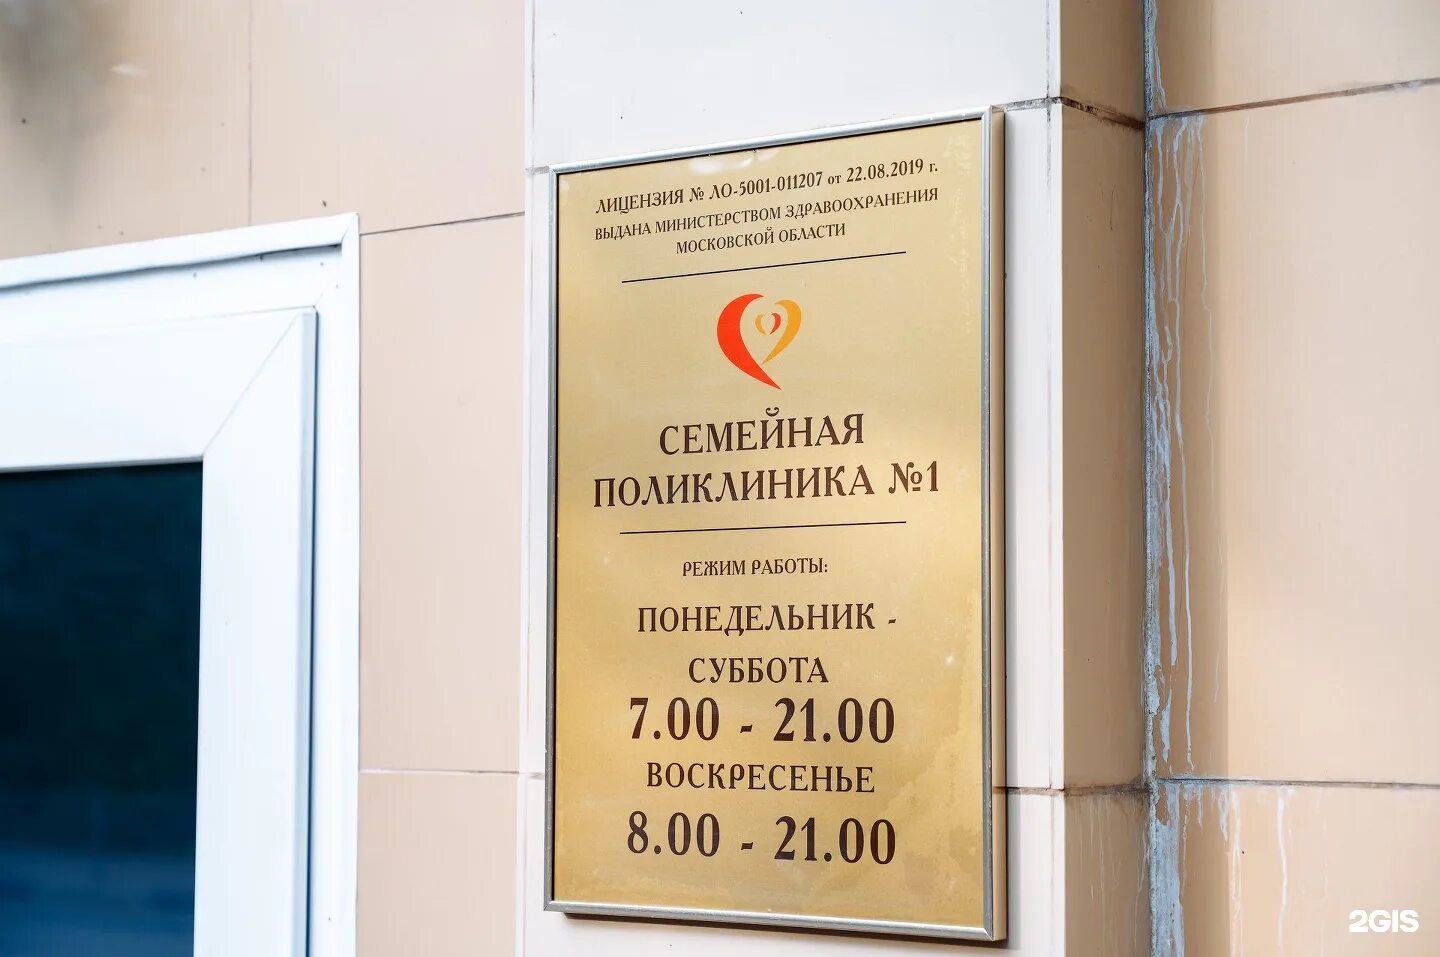 ЛИЦЕНЗИЯ № ЛО-5001-011207 от 22.08.2019 г.
ВЫДАНА МИНИСТЕРСТВОМ ЗДРАВООХРАНЕНИЯ
МОСКОВСКОЙ ОБЛАСТИ
СЕМЕЙНАЯ
ПОЛИКЛИНИКА №1
РЕЖИМ РАБОТЫ:
ПОНЕДЕЛЬНИК -
СУББОТА
7.00 - 21.00
ВОСКРЕСЕНЬЕ
8.00 - 21.00
2GIS